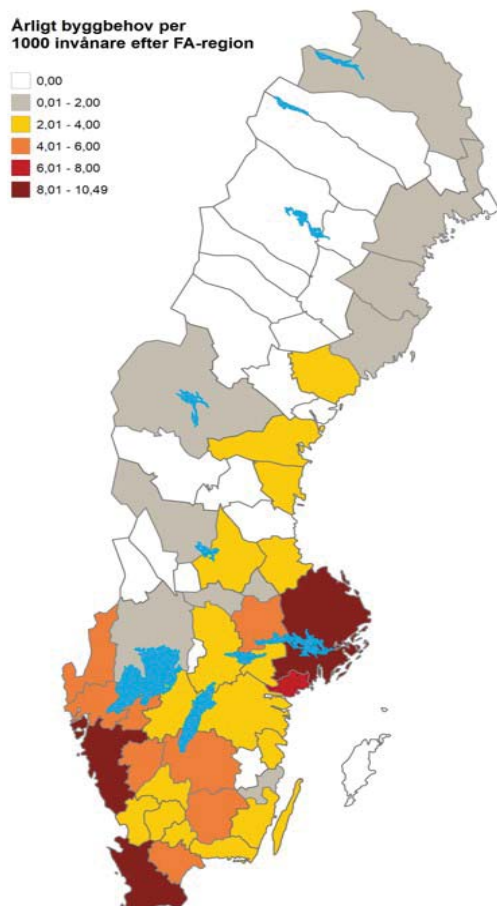 Årligt byggbehov per
1000 invånare efter FA-region
0,00
0,01 - 2,00
2,01 - 4,00
4,01 - 6,00
6,01 - 8,00
8,01 - 10,49